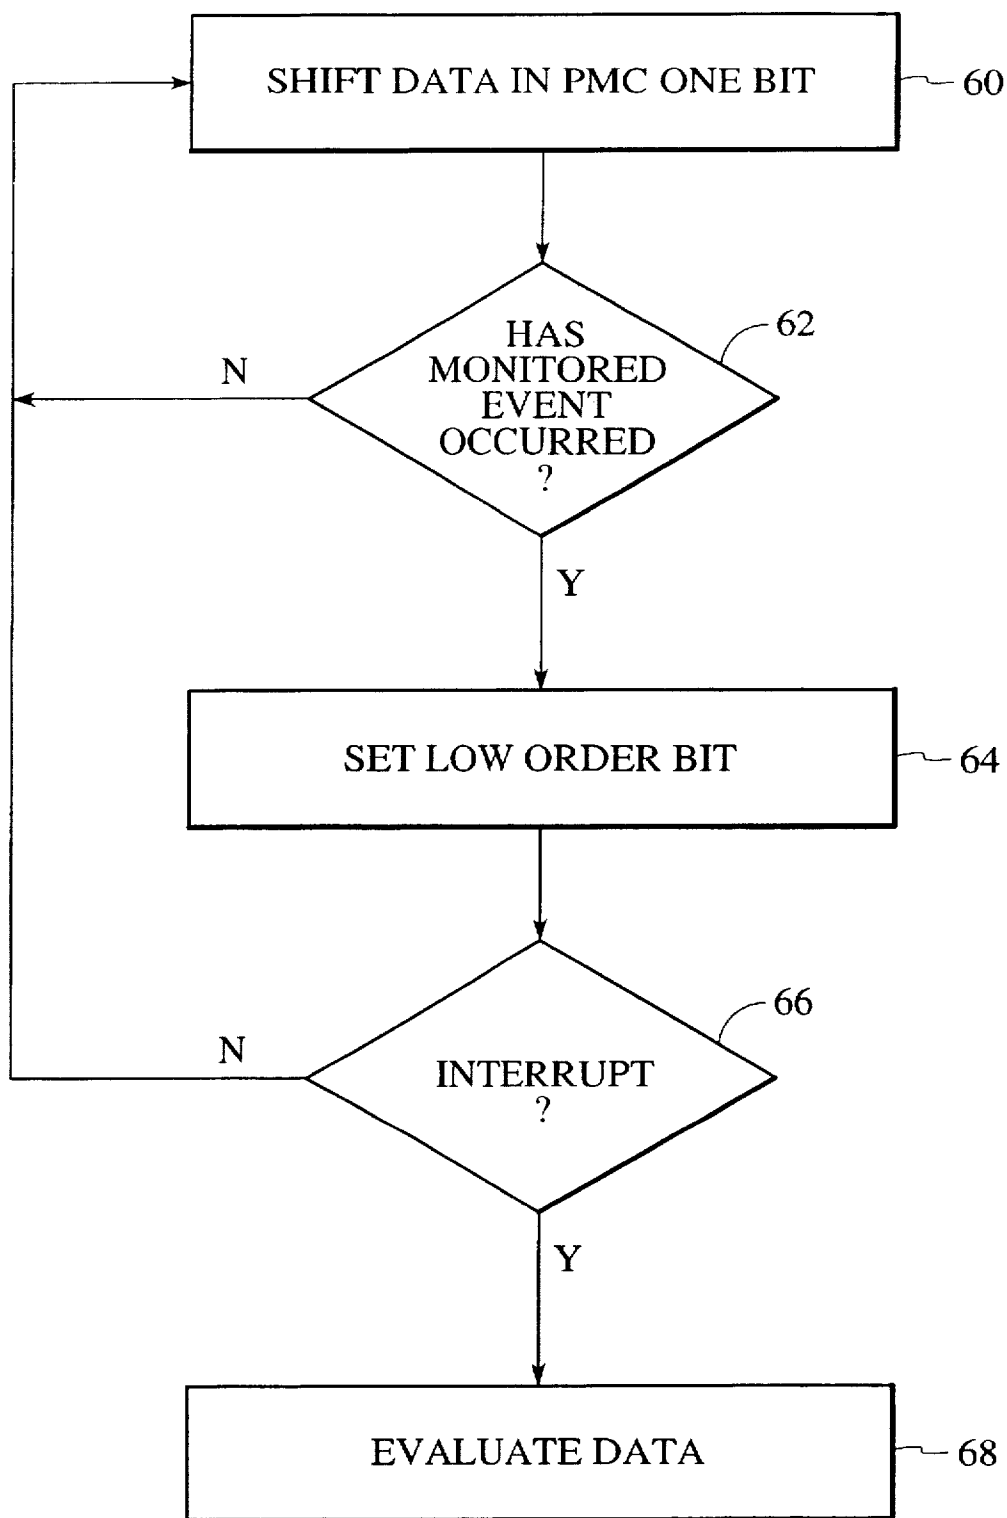 SHIFT DATA IN PMC ONE BIT
60
HAS
MONITORED
EVENT
OCCURRED
?
62
N
Y
SET LOW ORDER BIT
64
INTERRUPT
?
66
N
Y
EVALUATE DATA
68